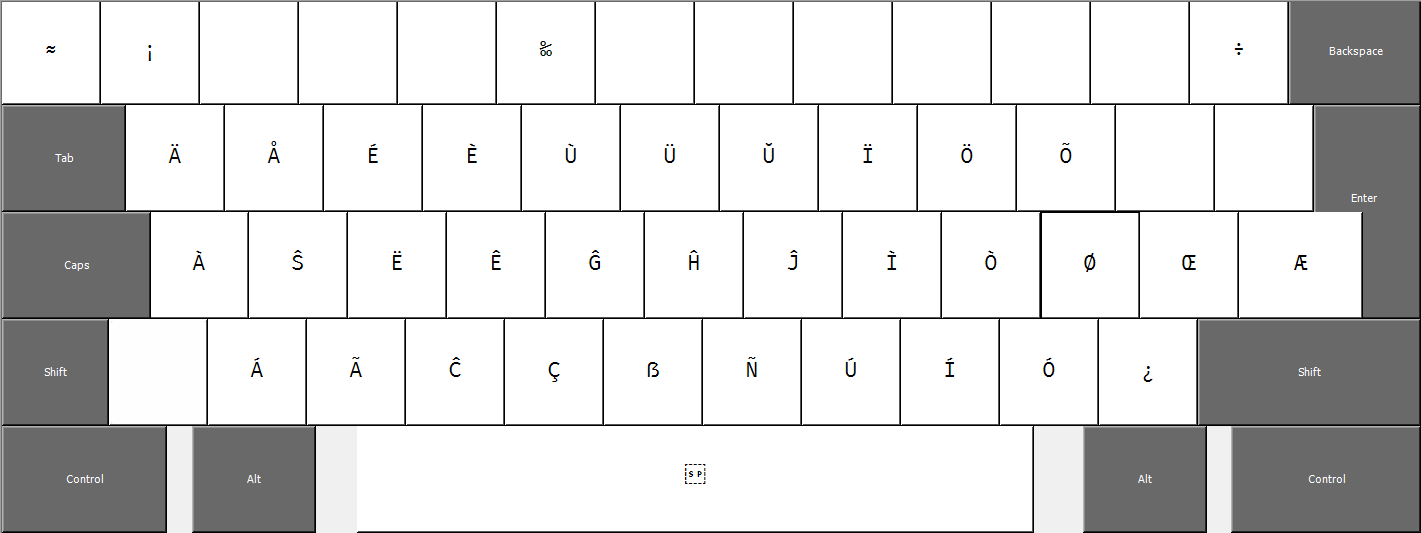 ≈ ¡ ‰ ÷ Backspace
Tab Ä Å É È Ù Ü Ŭ Ï Ö Õ Enter
Caps À Ŝ Ë Ê Ĝ Ĥ Ĵ Ì Ò Ø Œ Æ
Shift Á Ã Ĉ Ç ẞ Ñ Ú Í Ó ¿ Shift
Control Alt SP Alt Control